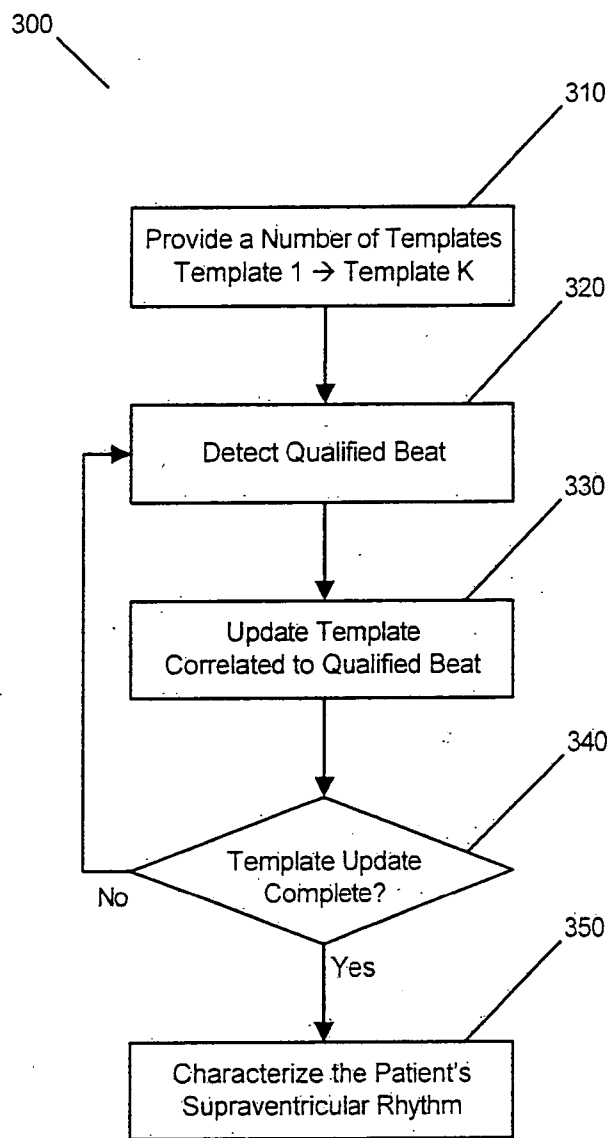 300
310
Provide a Number of Templates
Template 1 → Template K
320
Detect Qualified Beat
330
Update Template
Correlated to Qualified Beat
340
Template Update
Complete?
No
Yes
350
Characterize the Patient's
Supraventricular Rhythm